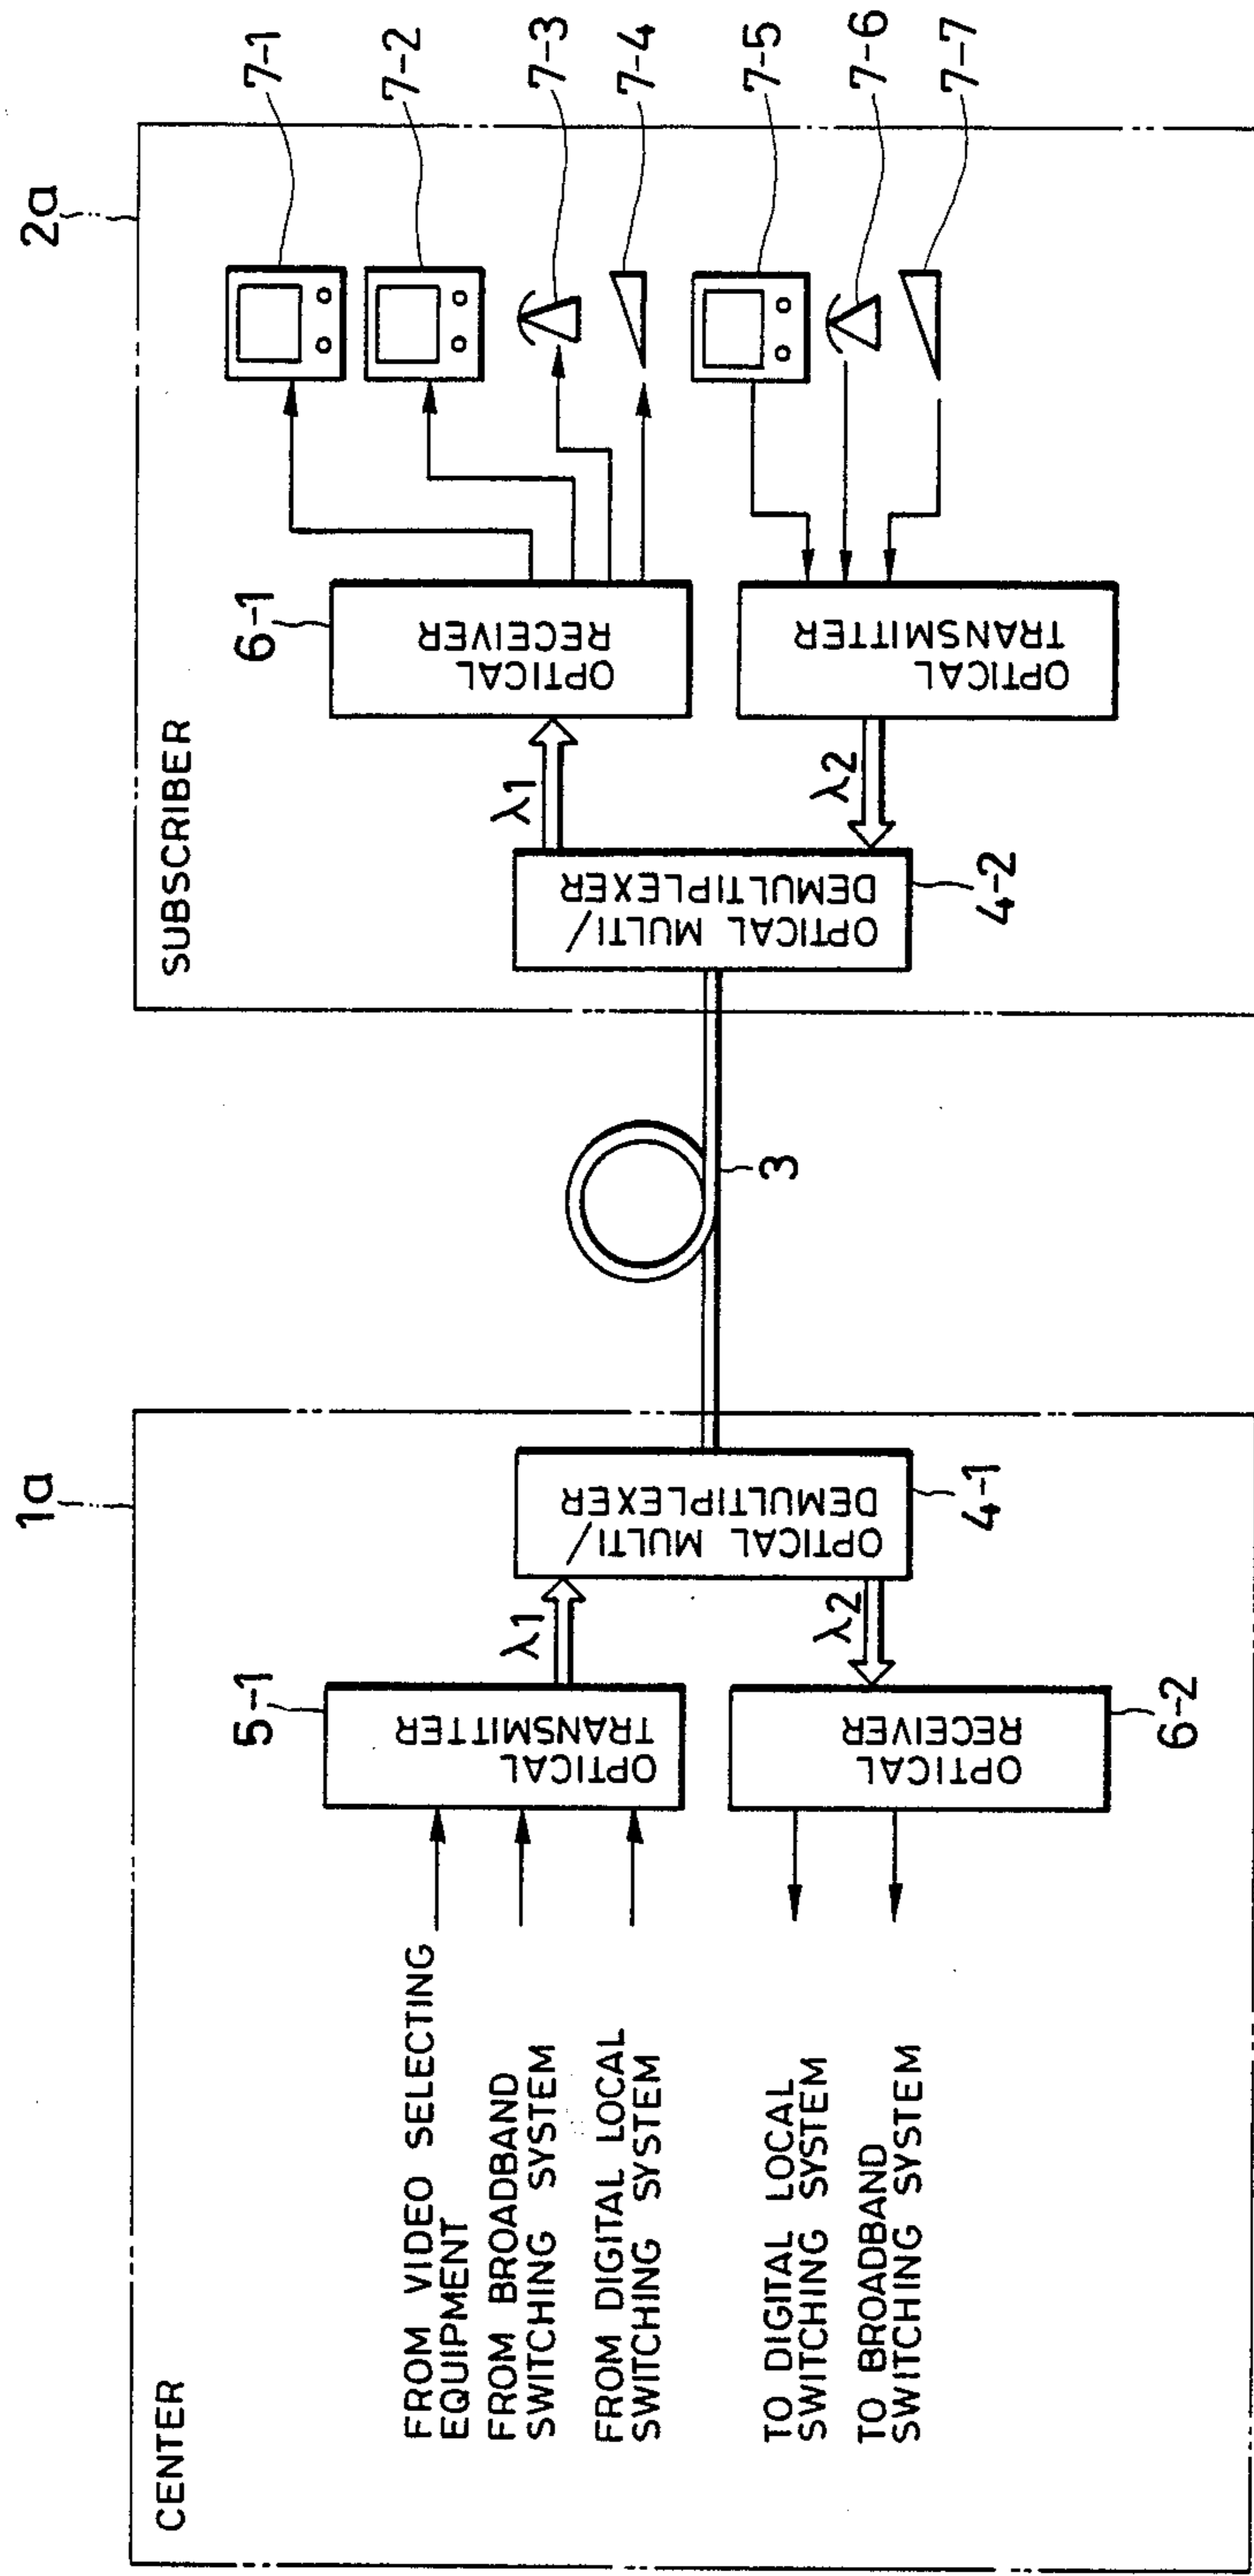 1a
CENTER
FROM VIDEO SELECTING
EQUIPMENT
FROM BROADBAND
SWITCHING SYSTEM
FROM DIGITAL LOCAL
SWITCHING SYSTEM
TO DIGITAL LOCAL
SWITCHING SYSTEM
TO BROADBAND
SWITCHING SYSTEM
5-1
OPTICAL
TRANSMITTER
λ1
OPTICAL
RECEIVER
6-2
λ2
OPTICAL MULTI/
DEMULTIPLEXER
4-1
3
2a
SUBSCRIBER
OPTICAL MULTI/
DEMULTIPLEXER
4-2
λ1
6-1
OPTICAL
RECEIVER
λ2
OPTICAL
TRANSMITTER
7-1
7-2
7-3
7-4
7-5
7-6
7-7